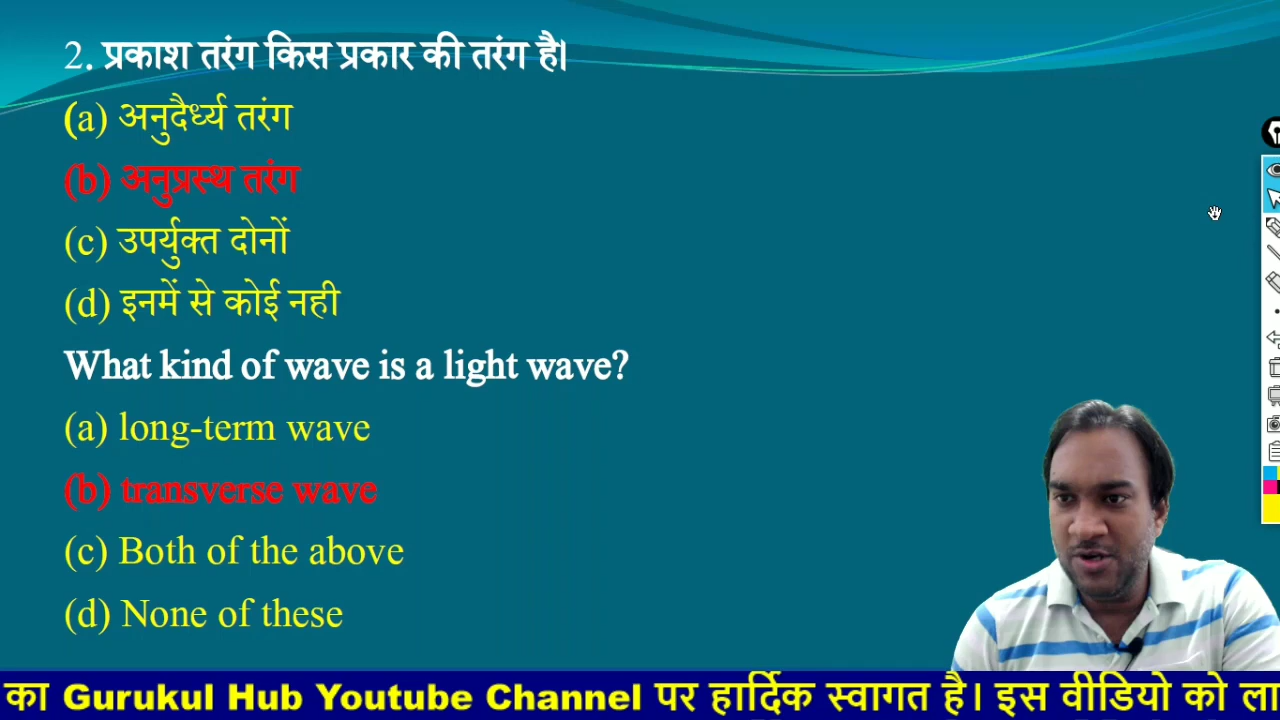 2. प्रकाश तरंग किस प्रकार की तरंग है।
(a) अनुदैर्ध्य तरंग
(b) अनुप्रस्थ तरंग
(c) उपर्युक्त दोनों
(d) इनमें से कोई नही
What kind of wave is a light wave?
(a) long-term wave
(b) transverse wave
(c) Both of the above
(d) None of these
का Gurukul Hub Youtube Channel पर हार्दिक स्वागत है। इस वीडियो को ला